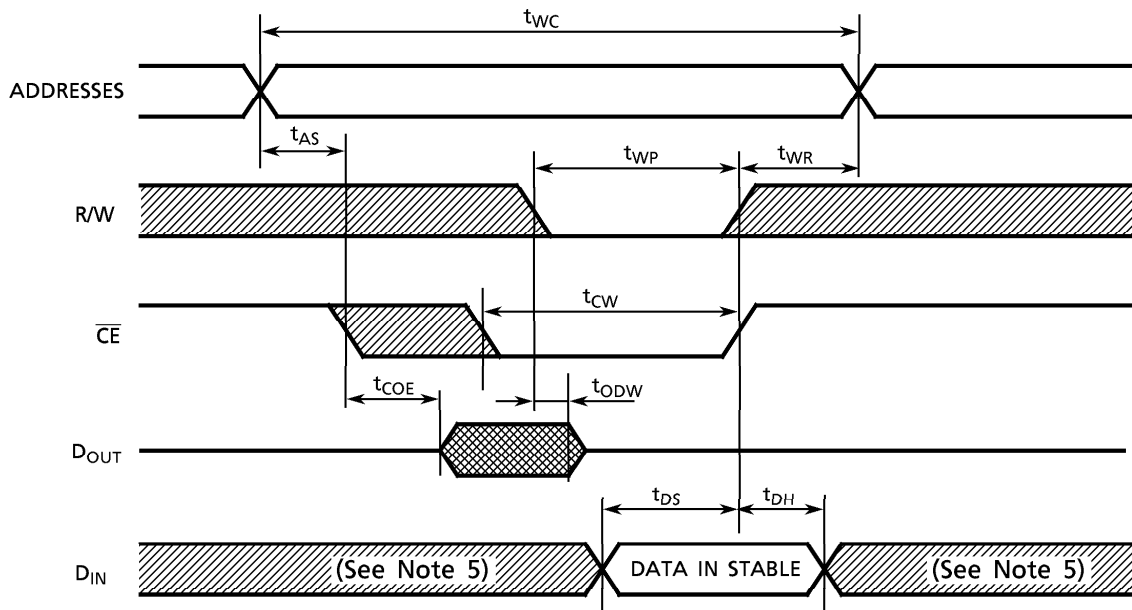 tWC
ADDRESSES
tAS
tWP
tWR
R/W
tCW
CE
tCOE
tODW
DOUT
tDS
tDH
DIN
(See Note 5)
DATA IN STABLE
(See Note 5)